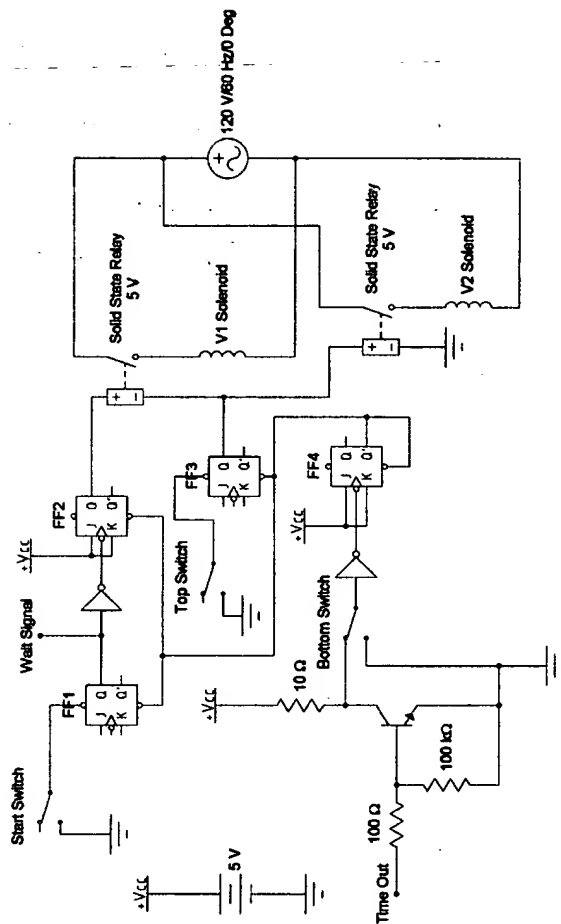 Start Switch
FF1
J
Q
K
Q'
Wait Signal
+Vcc
FF2
J
Q
K
Q'
Solid State Relay
5 V
+
-
V1 Solenoid
120 V/60 Hz/0 Deg
+
Top Switch
FF3
J
Q
K
Q'
Solid State Relay
5 V
+
-
V2 Solenoid
+Vcc
FF4
J
Q
K
Q'
+Vcc
5 V
+Vcc
10 Ω
Bottom Switch
Time Out
100 Ω
100 kΩ